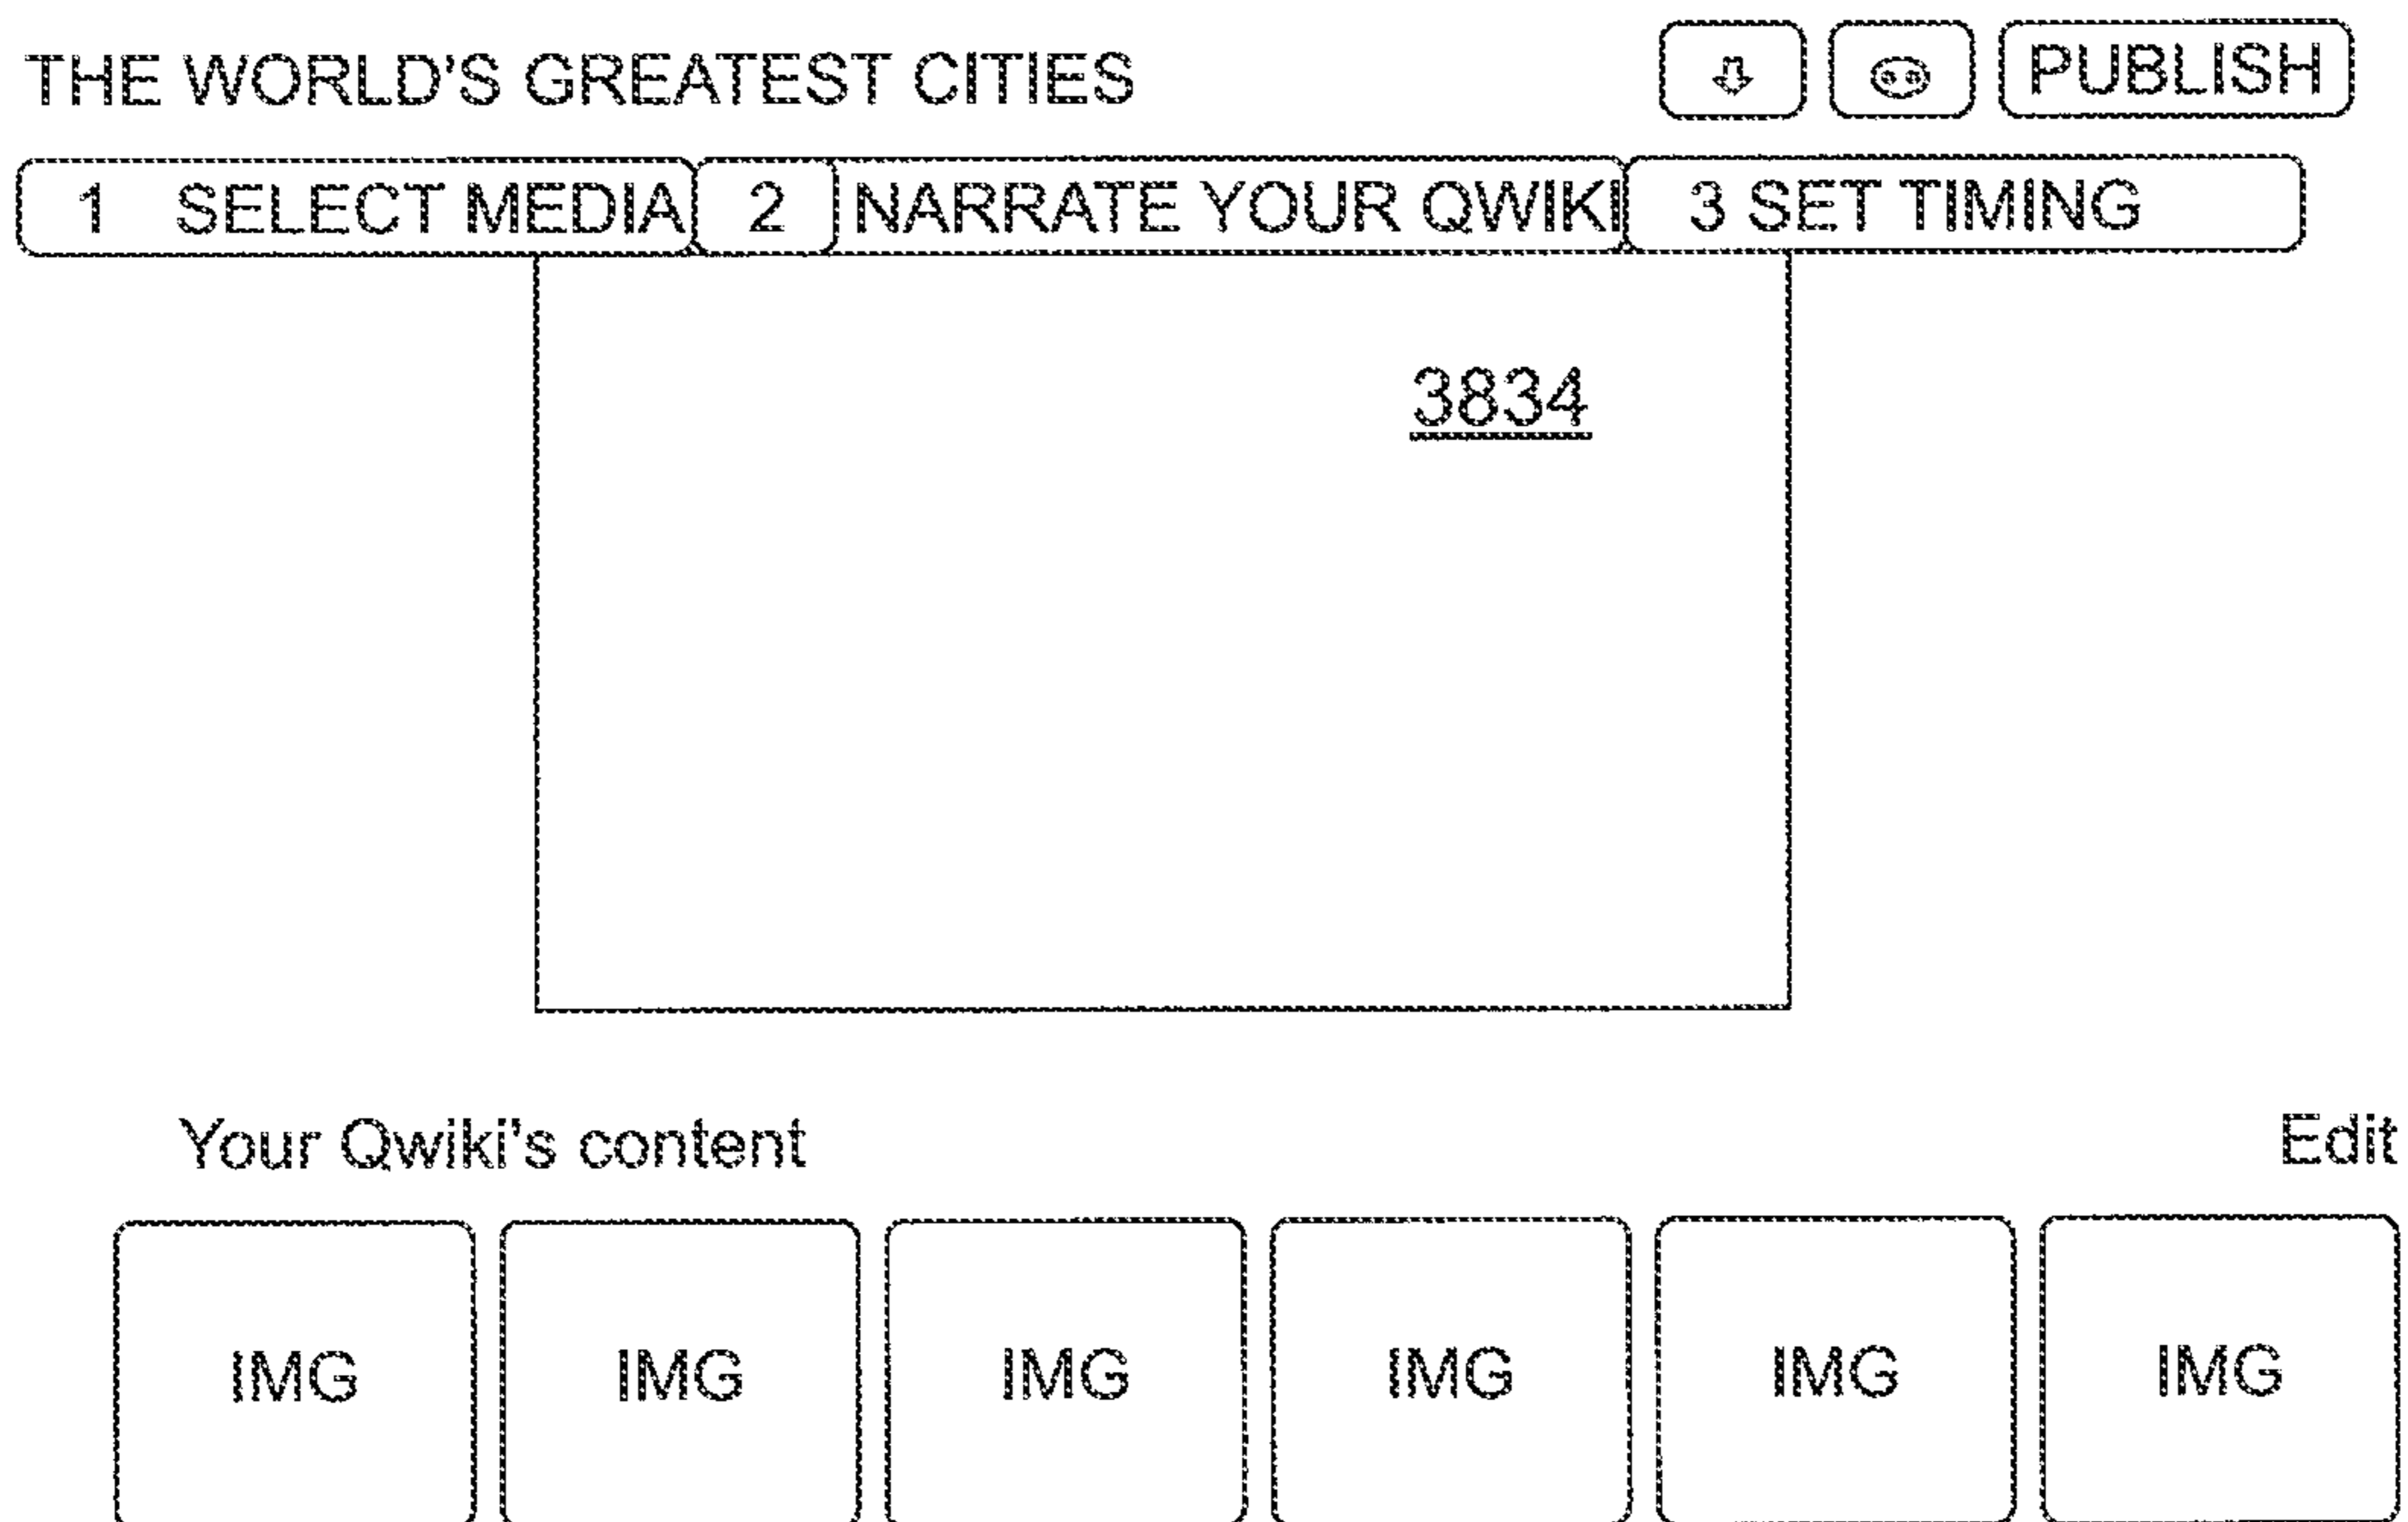 THE WORLD'S GREATEST CITIES PUBLISH
1 SELECT MEDIA 2 NARRATE YOUR QWIKI 3 SET TIMING
3834
Your Qwiki's content Edit
IMG IMG IMG IMG IMG IMG